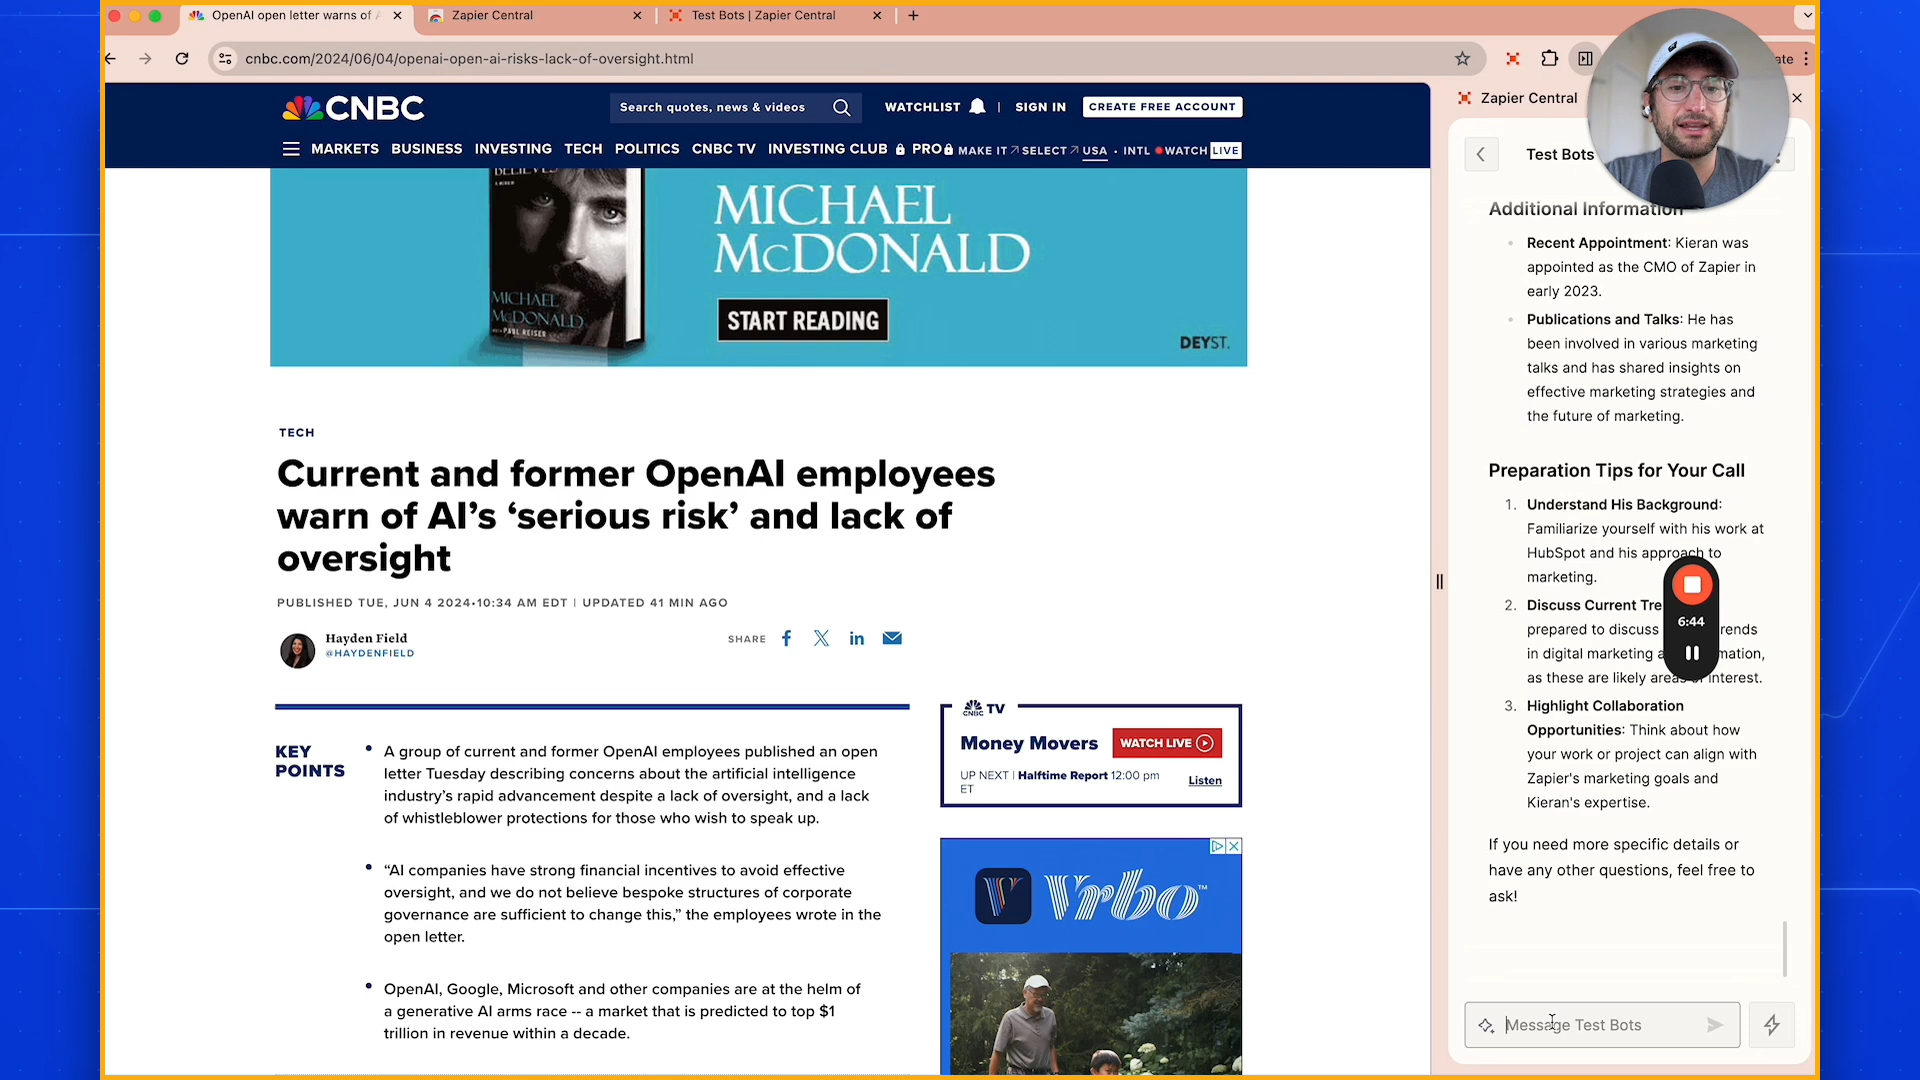 OpenAI open letter warns of A
Zapier Central
Test Bots | Zapier Central
cnbc.com/2024/06/04/openai-open-ai-risks-lack-of-oversight.html
CNBC
Search quotes, news & videos
WATCHLIST
SIGN IN
CREATE FREE ACCOUNT
MARKETS BUSINESS INVESTING TECH POLITICS CNBC TV INVESTING CLUB PRO MAKE IT SELECT USA · INTL WATCH LIVE
MICHAEL
McDONALD
START READING
MICHAEL
McDONALD
WITH PAUL REISER
DEYST.
TECH
Current and former OpenAI employees
warn of AI’s ‘serious risk’ and lack of
oversight
PUBLISHED TUE, JUN 4 2024•10:34 AM EDT | UPDATED 41 MIN AGO
Hayden Field
@HAYDENFIELD
SHARE
KEY
POINTS
A group of current and former OpenAI employees published an open
letter Tuesday describing concerns about the artificial intelligence
industry’s rapid advancement despite a lack of oversight, and a lack
of whistleblower protections for those who wish to speak up.
“AI companies have strong financial incentives to avoid effective
oversight, and we do not believe bespoke structures of corporate
governance are sufficient to change this,” the employees wrote in the
open letter.
OpenAI, Google, Microsoft and other companies are at the helm of
a generative AI arms race -- a market that is predicted to top $1
trillion in revenue within a decade.
CNBC TV
Money Movers
WATCH LIVE
UP NEXT | Halftime Report 12:00 pm
ET
Listen
Vrbo™
Zapier Central
Test Bots
Additional Information
Recent Appointment: Kieran was
appointed as the CMO of Zapier in
early 2023.
Publications and Talks: He has
been involved in various marketing
talks and has shared insights on
effective marketing strategies and
the future of marketing.
Preparation Tips for Your Call
1. Understand His Background:
Familiarize yourself with his work at
HubSpot and his approach to
marketing.
2. Discuss Current Tre
prepared to discuss rends
in digital marketing a mation,
as these are likely areas of interest.
3. Highlight Collaboration
Opportunities: Think about how
your work or project can align with
Zapier's marketing goals and
Kieran's expertise.
If you need more specific details or
have any other questions, feel free to
ask!
6:44
Message Test Bots